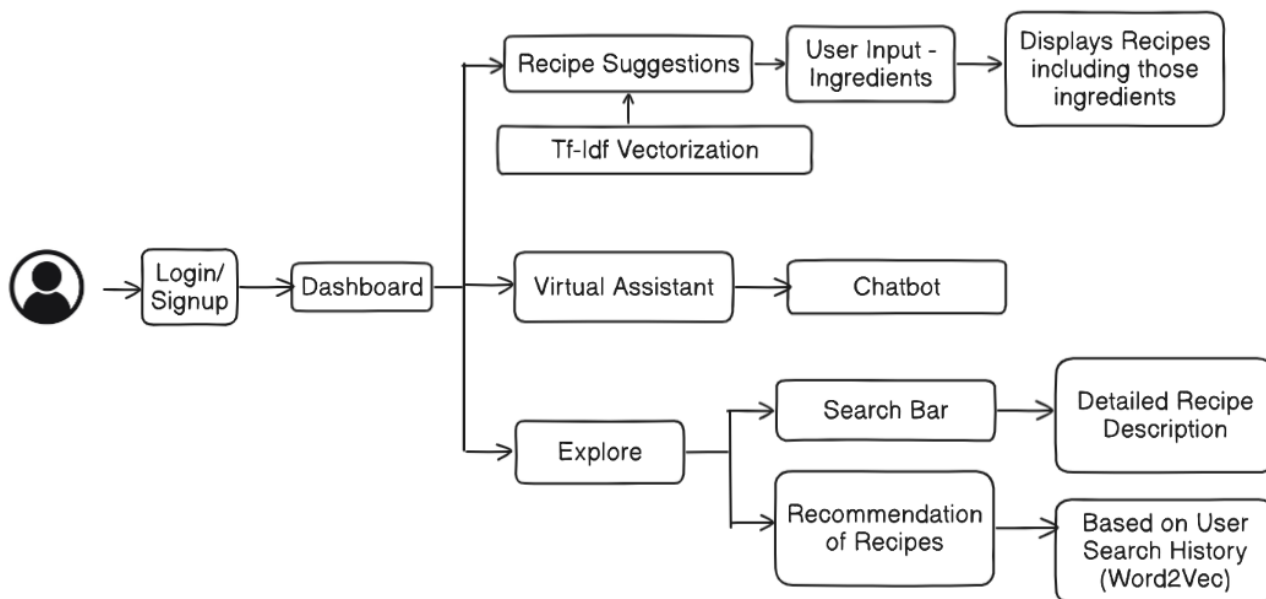 Recipe Suggestions
User Input -
Ingredients
Displays Recipes
including those
ingredients
Tf-Idf Vectorization
Login/
Signup
Dashboard
Virtual Assistant
Chatbot
Explore
Search Bar
Detailed Recipe
Description
Recommendation
of Recipes
Based on User
Search History
(Word2Vec)